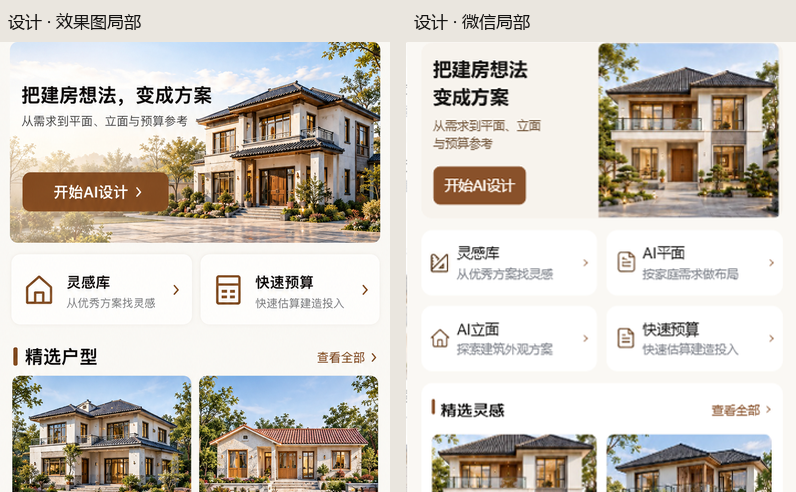 设计 · 效果图局部
把建房想法，变成方案
从需求到平面、立面与预算参考
开始AI设计
灵感库
从优秀方案找灵感
快速预算
快速估算建造投入
精选户型
查看全部
设计 · 微信局部
把建房想法
变成方案
从需求到平面、立面
与预算参考
开始AI设计
灵感库
从优秀方案找灵感
AI平面
按家庭需求做布局
AI立面
探索建筑外观方案
快速预算
快速估算建造投入
精选灵感
查看全部